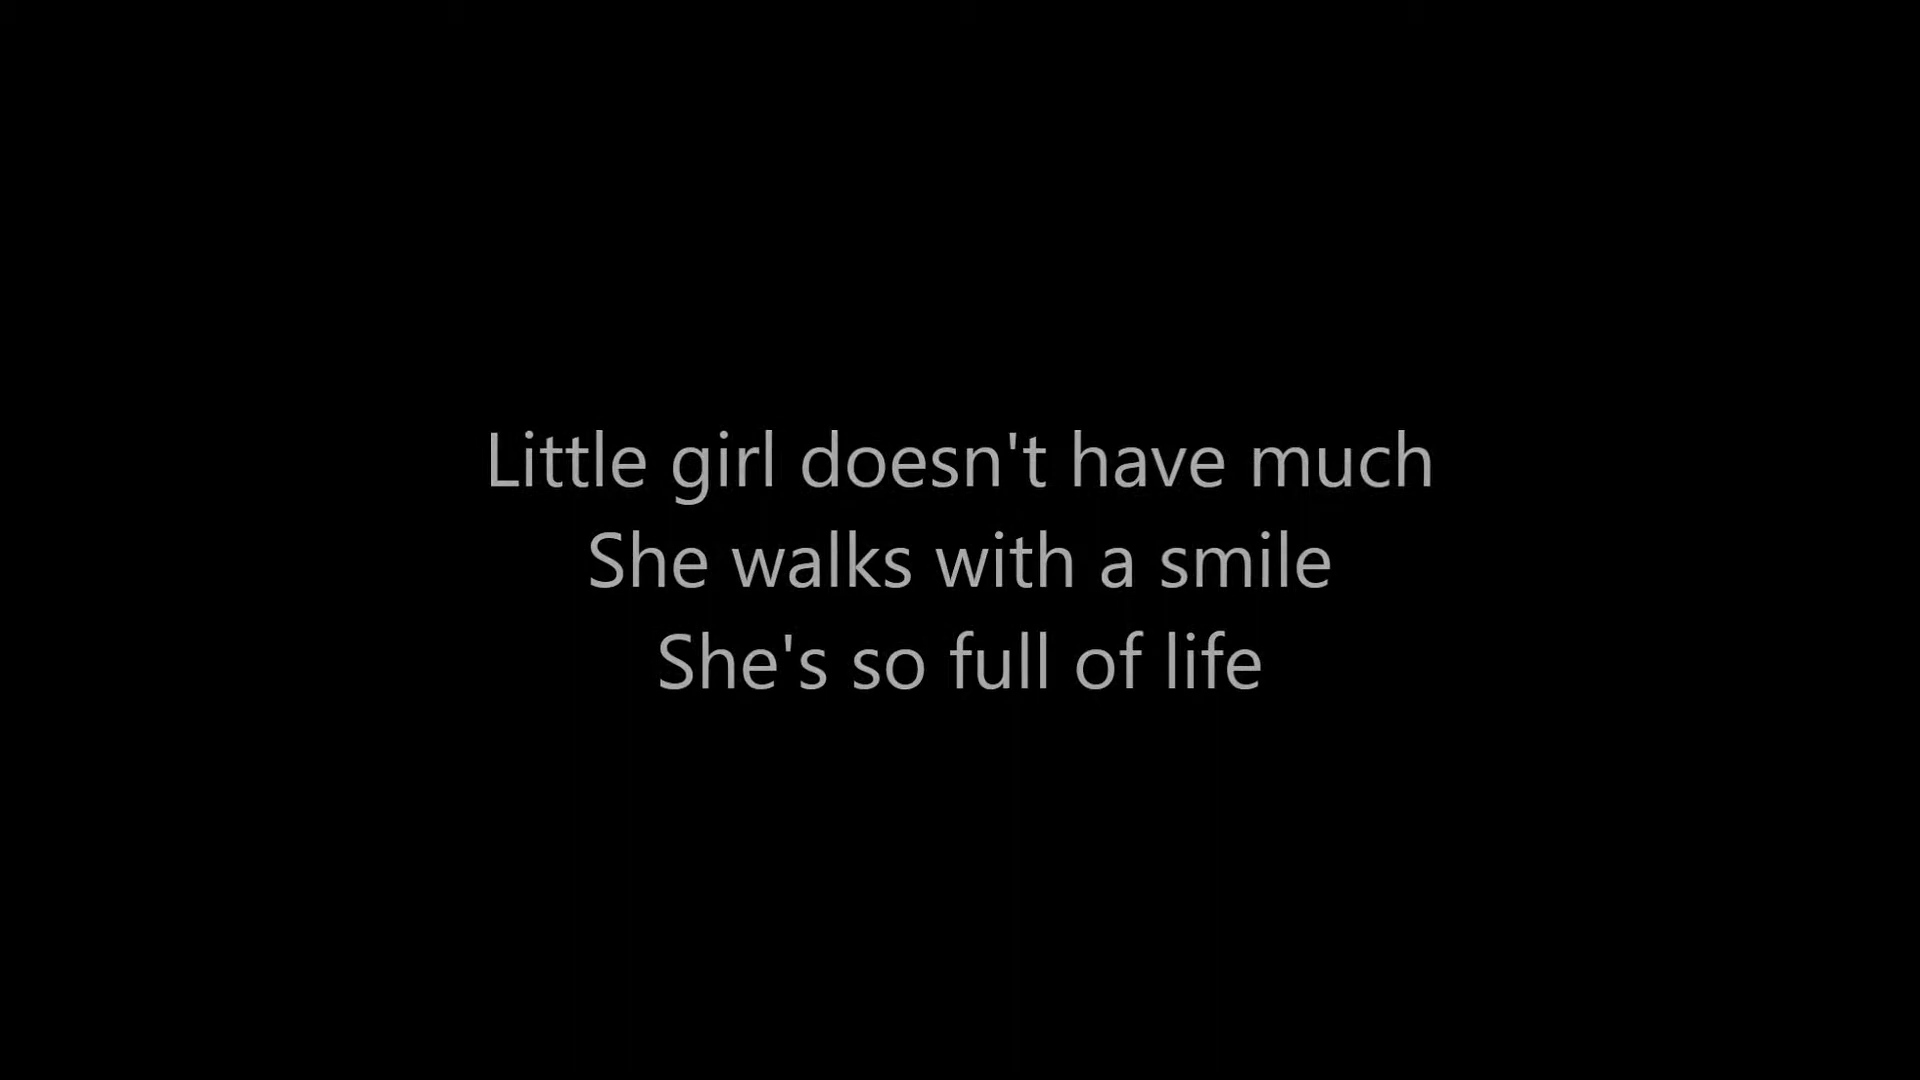 Little girl doesn't have much
She walks with a smile
She's so full of life